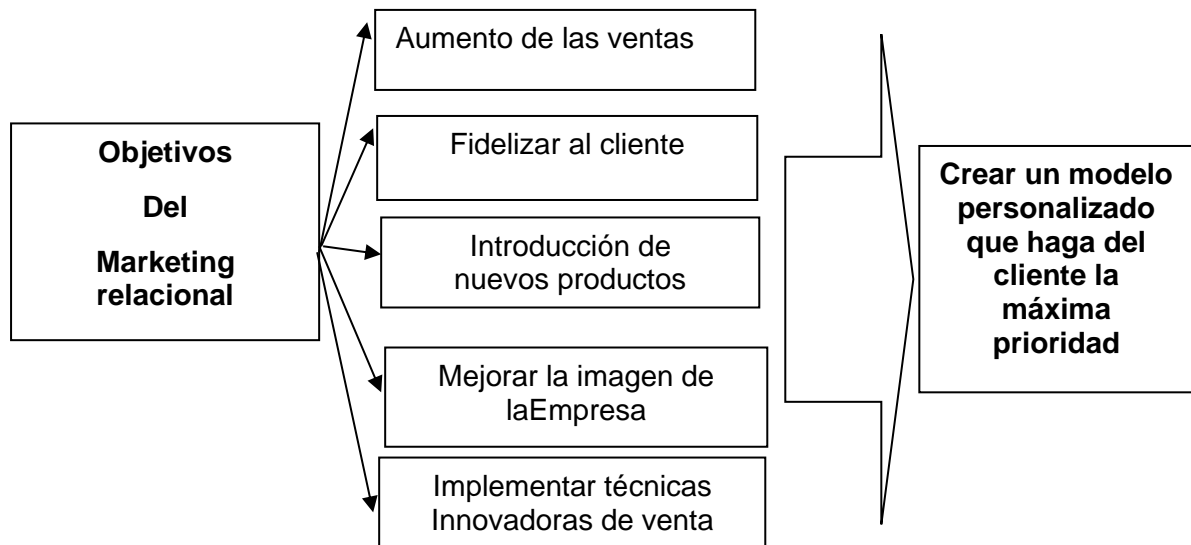 Objetivos
Del
Marketing
relacional
Aumento de las ventas
Fidelizar al cliente
Introducción de
nuevos productos
Mejorar la imagen de
laEmpresa
Implementar técnicas
Innovadoras de venta
Crear un modelo
personalizado
que haga del
cliente la
máxima
prioridad